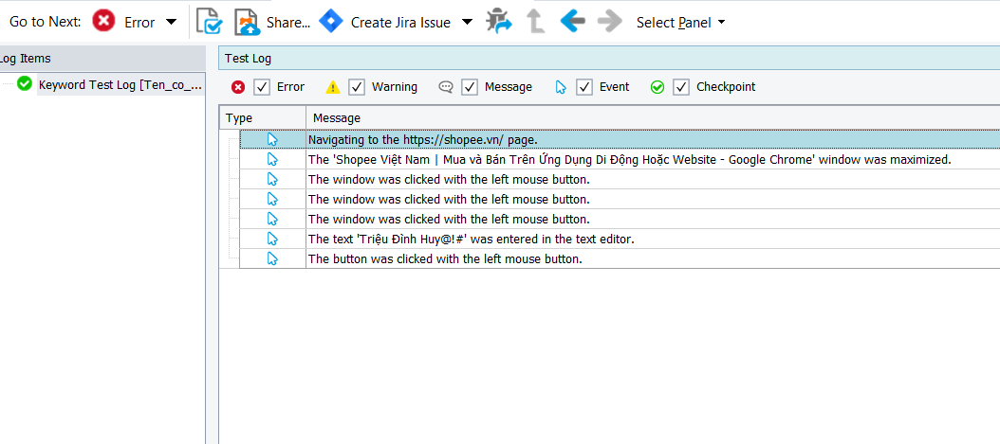 Go to Next: Error Share... Create Jira Issue Select Panel
Log Items
Test Log
Keyword Test Log [Ten_co_...
Error Warning Message Event Checkpoint
Type Message
Navigating to the https://shopee.vn/ page.
The 'Shopee Việt Nam | Mua và Bán Trên Ứng Dụng Di Động Hoặc Website - Google Chrome' window was maximized.
The window was clicked with the left mouse button.
The window was clicked with the left mouse button.
The window was clicked with the left mouse button.
The text 'Triệu Đình Huy@!#' was entered in the text editor.
The button was clicked with the left mouse button.